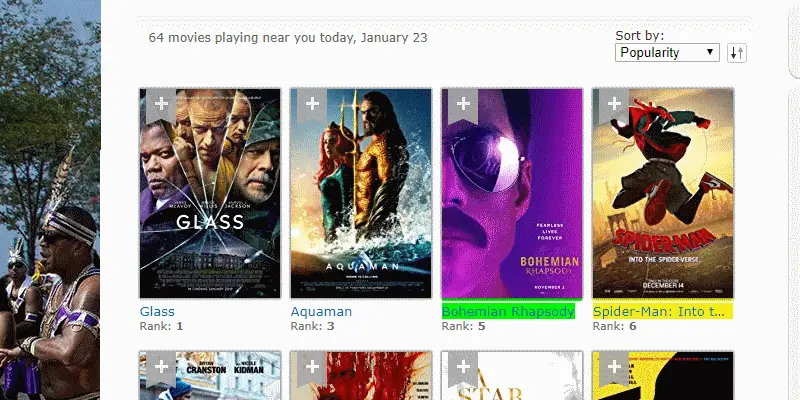 64 movies playing near you today, January 23
Sort by:
Popularity
GLASS
AQUAMAN
FEARLESS
LIVES
FOREVER
BOHEMIAN
RHAPSODY
NOVEMBER 2
SPIDER-MAN
INTO THE SPIDER-VERSE
DECEMBER 14
Glass
Aquaman
Bohemian Rhapsody
Spider-Man: Into t...
Rank: 1
Rank: 3
Rank: 5
Rank: 6
BRYAN
CRANSTON
NICOLE
KIDMAN
A
STAR